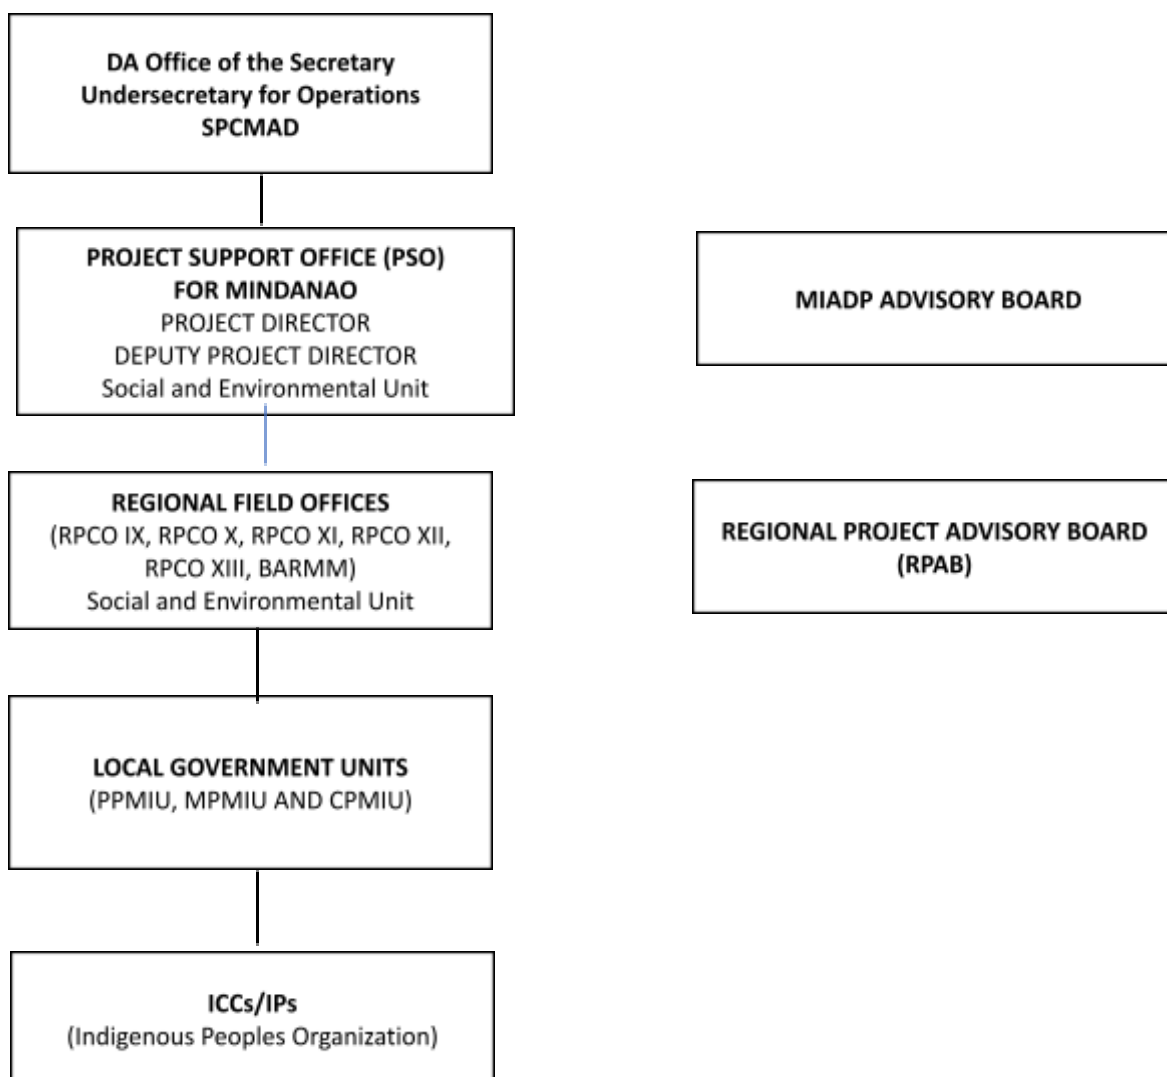 DA Office of the Secretary
Undersecretary for Operations
SPCMAD
PROJECT SUPPORT OFFICE (PSO)
FOR MINDANAO
PROJECT DIRECTOR
DEPUTY PROJECT DIRECTOR
Social and Environmental Unit
MIADP ADVISORY BOARD
REGIONAL FIELD OFFICES
(RPCO IX, RPCO X, RPCO XI, RPCO XII,
RPCO XIII, BARMM)
Social and Environmental Unit
REGIONAL PROJECT ADVISORY BOARD
(RPAB)
LOCAL GOVERNMENT UNITS
(PPMIU, MPMIU AND CPMIU)
ICCs/IPs
(Indigenous Peoples Organization)